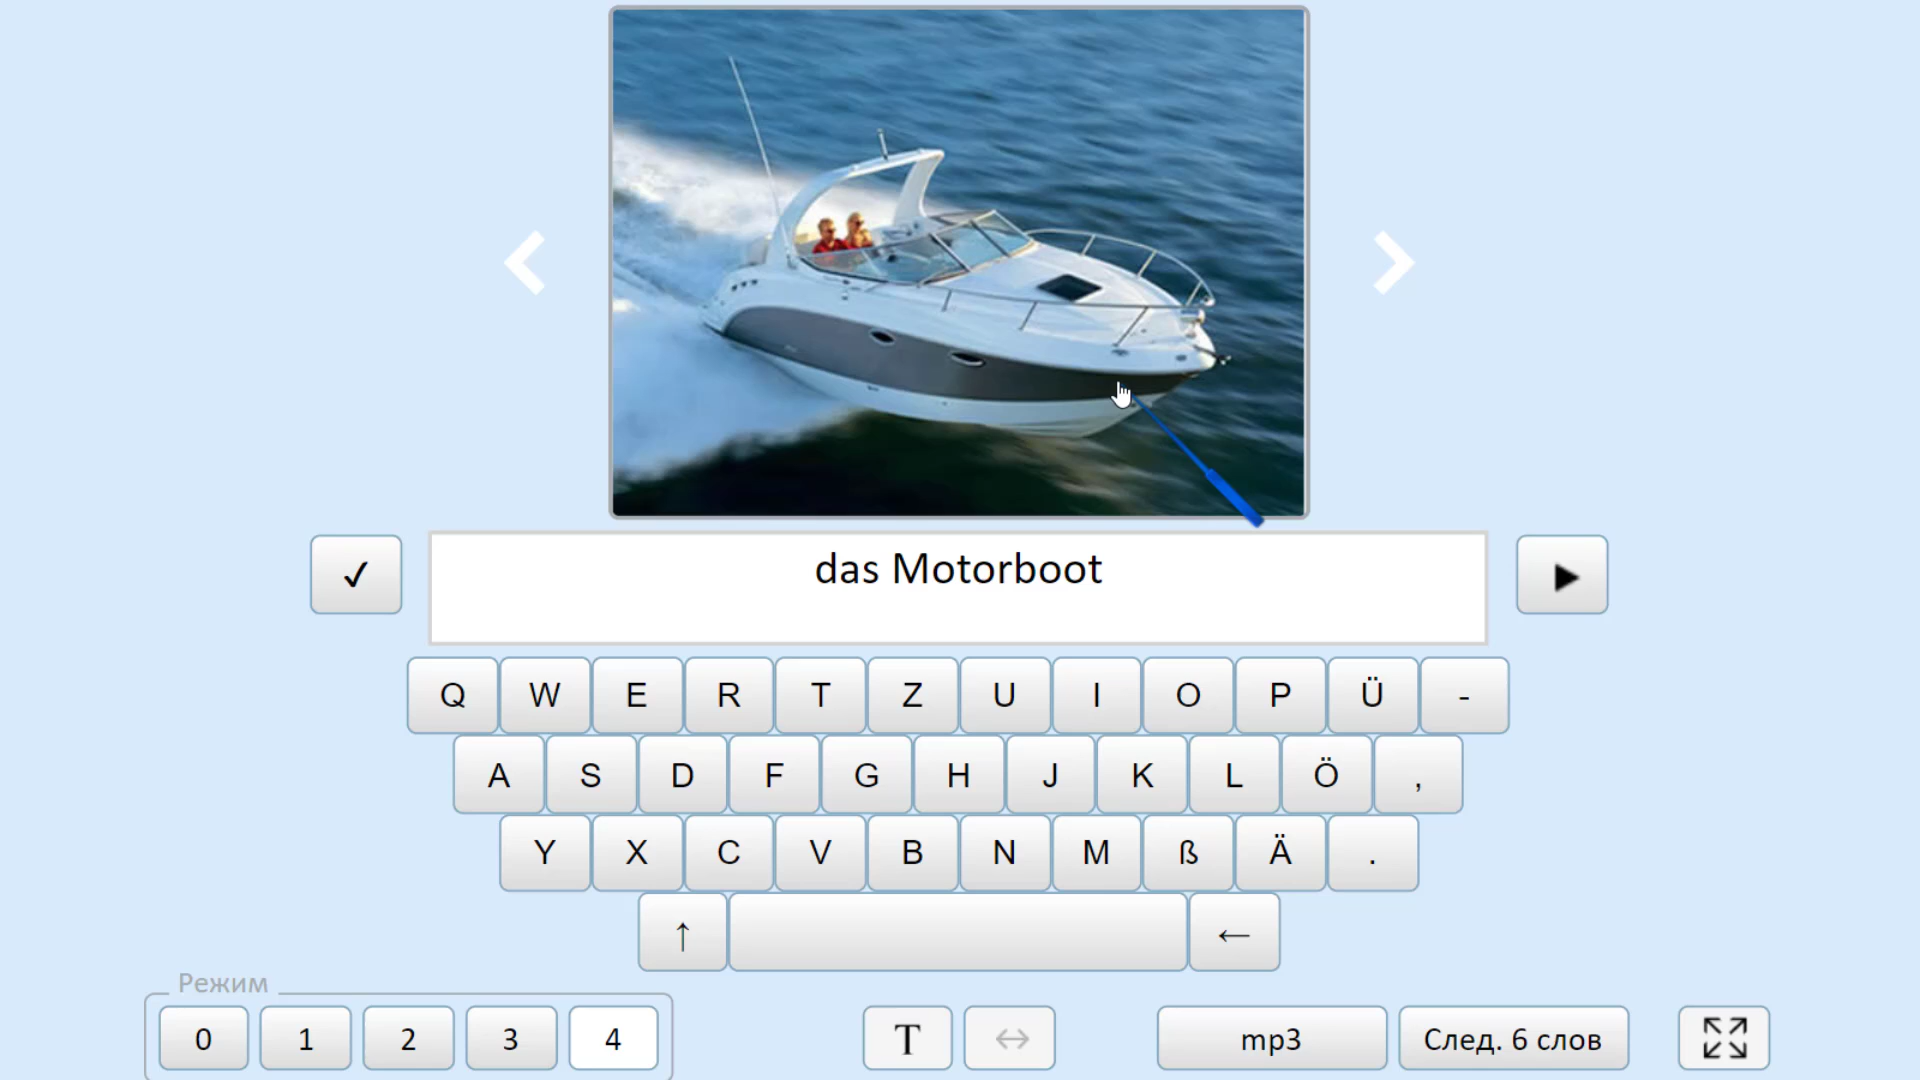 ✓ das Motorboot ▶
Q W E R T Z U I O P Ü -
A S D F G H J K L Ö ,
Y X C V B N M ß Ä .
↑ ←
Режим
0 1 2 3 4 T ↔ mp3 След. 6 слов